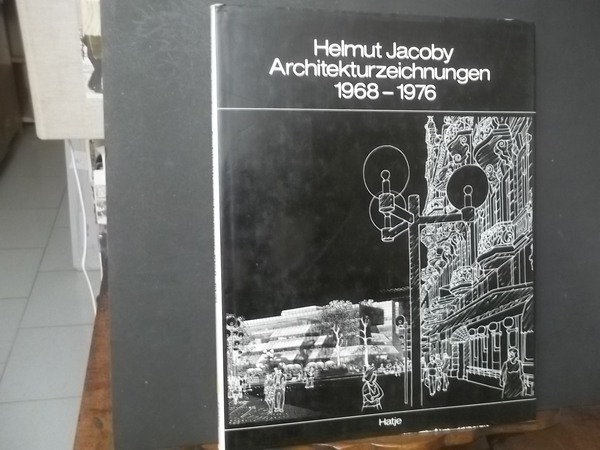 Helmut Jacoby
Architekturzeichnungen
1968 – 1976
Hatje